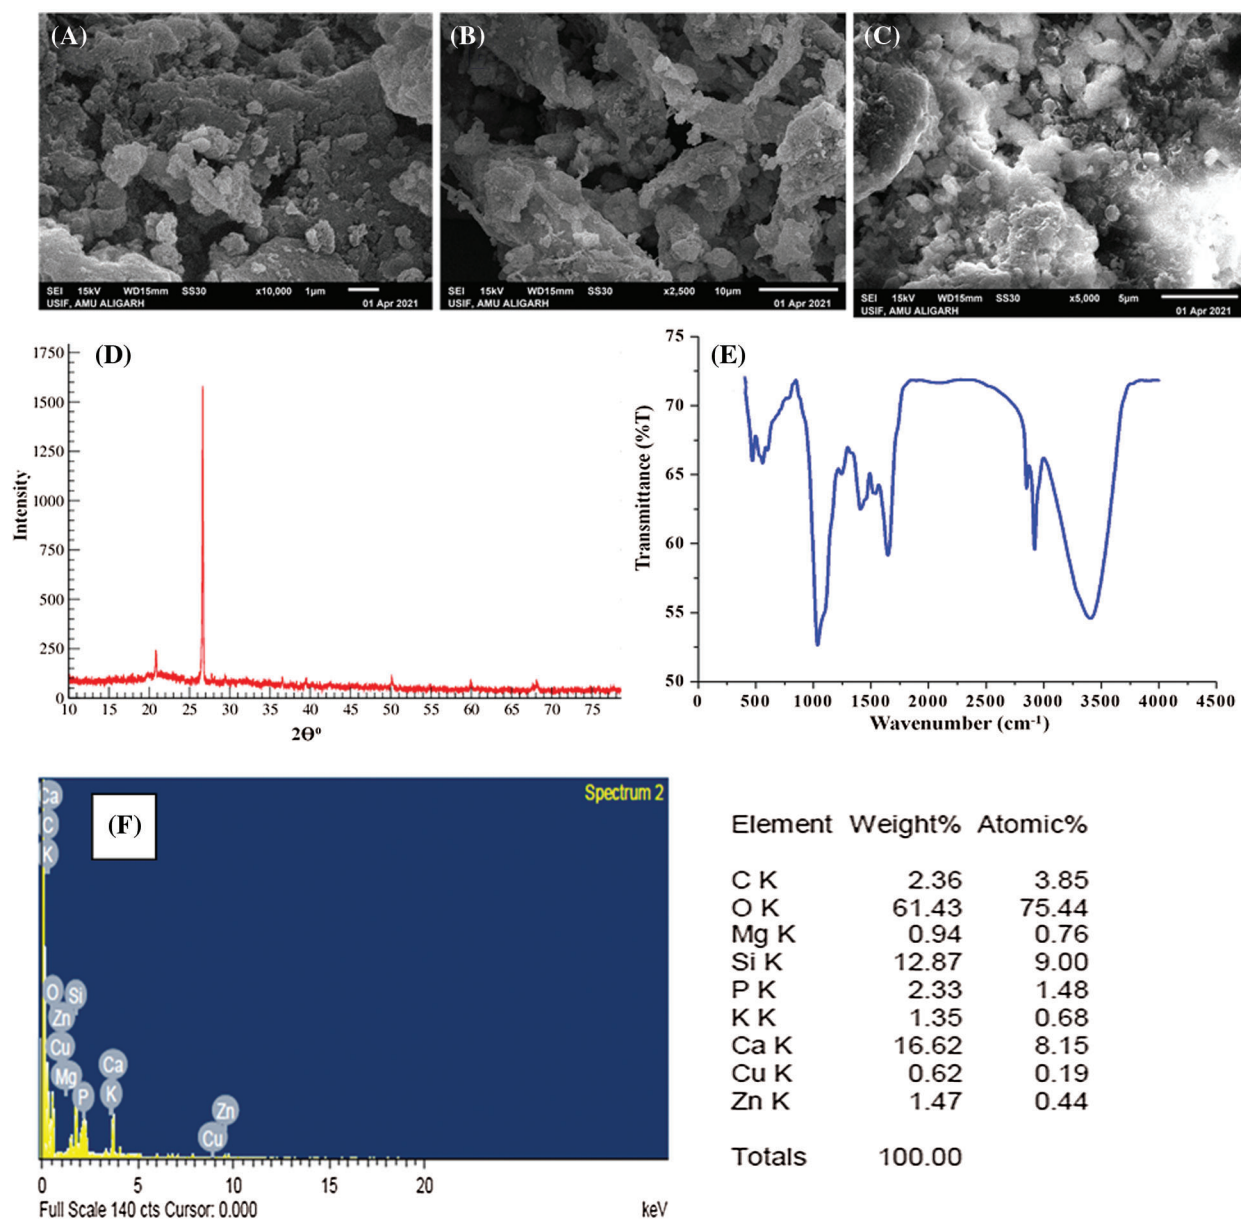 (A)
SEI 15kV WD15mm SS30 x10,000 1µm
USIF, AMU ALIGARH 01 Apr 2021
(B)
SEI 15kV WD15mm SS30 x2,500 10µm
USIF, AMU ALIGARH 01 Apr 2021
(C)
SEI 15kV WD15mm SS30 x5,000 5µm
USIF, AMU ALIGARH 01 Apr 2021
(D)
Intensity
1750
1500
1250
1000
750
500
250
0
10 15 20 25 30 35 40 45 50 55 60 65 70 75
2ϴº
(E)
Transmittance (%T)
75
70
65
60
55
50
0 500 1000 1500 2000 2500 3000 3500 4000 4500
Wavenumber (cm-1)
(F)
Spectrum 2
Ca
C
K
O
Si
Zn
Cu
Mg
P
Ca
K
Zn
Cu
0 5 10 15 20
Full Scale 140 cts Cursor: 0.000 keV
Element Weight% Atomic%
C K 2.36 3.85
O K 61.43 75.44
Mg K 0.94 0.76
Si K 12.87 9.00
P K 2.33 1.48
K K 1.35 0.68
Ca K 16.62 8.15
Cu K 0.62 0.19
Zn K 1.47 0.44
Totals 100.00